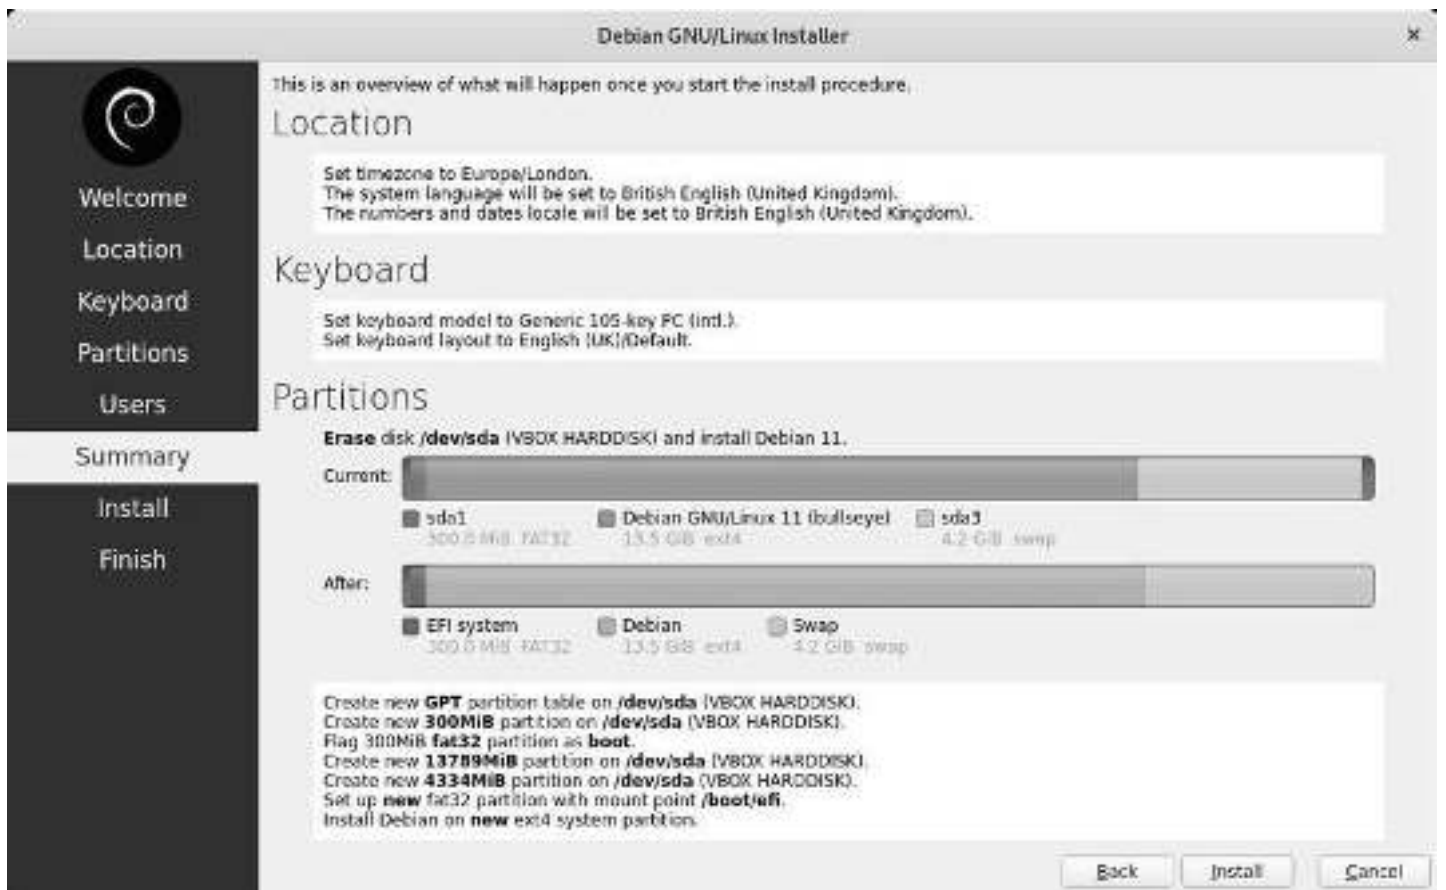 Debian GNU/Linux Installer
This is an overview of what will happen once you start the install procedure.
Location
Set timezone to Europe/London.
The system language will be set to British English (United Kingdom).
The numbers and dates locale will be set to British English (United Kingdom).
Welcome
Location
Keyboard
Partitions
Users
Summary
Install
Finish
Keyboard
Set keyboard model to Generic 105-key PC (intl.).
Set keyboard layout to English (UK)/Default.
Partitions
Erase disk /dev/sda (VBOX HARDDISK) and install Debian 11.
Current:
sda1 Debian GNU/Linux 11 (bullseye) sda3
300.0 MiB FAT32 13.5 GiB ext4 4.2 GiB swap
After:
EFI system Debian Swap
300.0 MiB FAT32 13.5 GiB ext4 4.2 GiB swap
Create new GPT partition table on /dev/sda (VBOX HARDDISK).
Create new 300MiB partition on /dev/sda (VBOX HARDDISK).
Flag 300MiB fat32 partition as boot.
Create new 13789MiB partition on /dev/sda (VBOX HARDDISK).
Create new 4334MiB partition on /dev/sda (VBOX HARDDISK).
Set up new fat32 partition with mount point /boot/efi.
Install Debian on new ext4 system partition.
Back Install Cancel